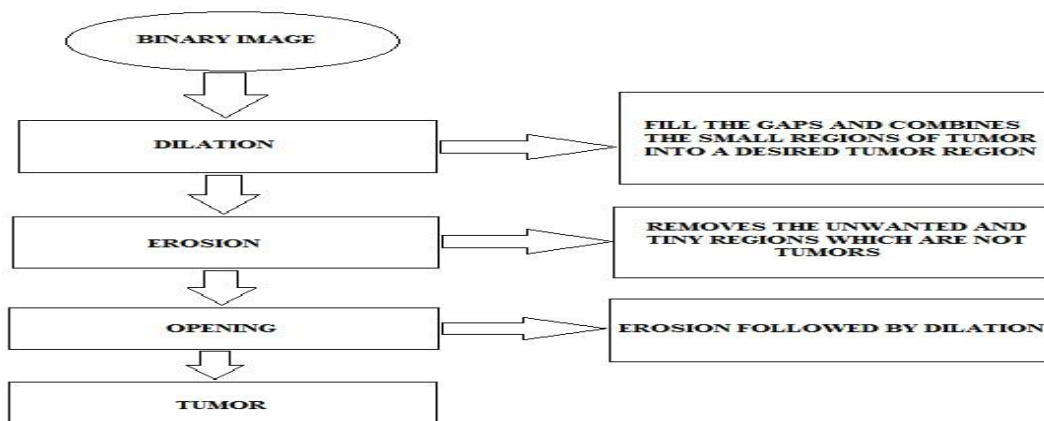 BINARY IMAGE
DILATION
FILL THE GAPS AND COMBINES
THE SMALL REGIONS OF TUMOR
INTO A DESIRED TUMOR REGION
EROSION
REMOVES THE UNWANTED AND
TINY REGIONS WHICH ARE NOT
TUMORS
OPENING
EROSION FOLLOWED BY DILATION
TUMOR